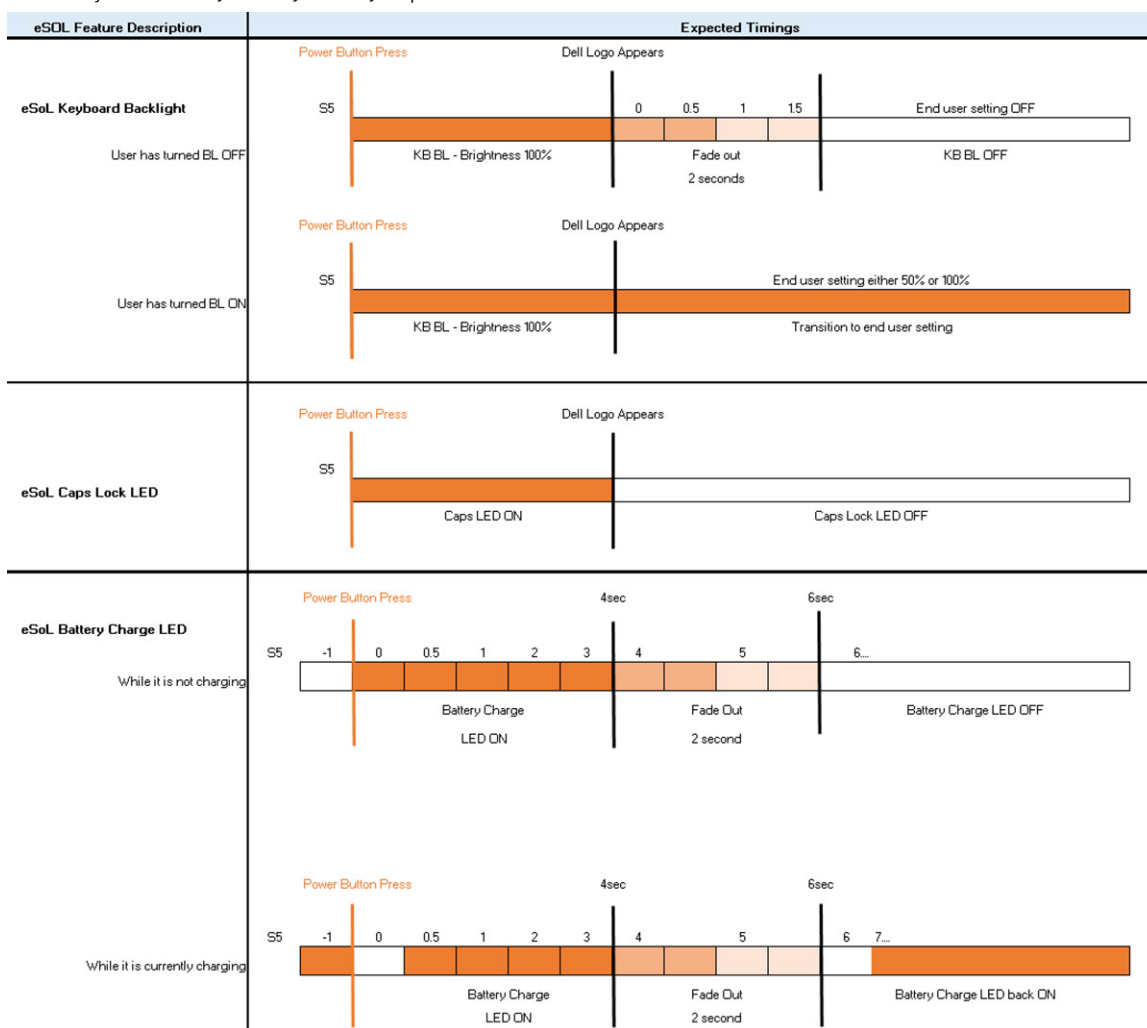 eSOL Feature Description
Expected Timings
Power Button Press
Dell Logo Appears
eSoL Keyboard Backlight
S5
0 0.5 1 1.5
End user setting OFF
User has turned BL OFF
KB BL - Brightness 100%
Fade out
KB BL OFF
2 seconds
Power Button Press
Dell Logo Appears
S5
End user setting either 50% or 100%
User has turned BL ON
KB BL - Brightness 100%
Transition to end user setting
Power Button Press
Dell Logo Appears
S5
eSoL Caps Lock LED
Caps LED ON
Caps Lock LED OFF
Power Button Press
4sec
6sec
eSoL Battery Charge LED
S5 -1 0 0.5 1 2 3 4 5 6...
While it is not charging
Battery Charge
Fade Out
Battery Charge LED OFF
LED ON
2 second
Power Button Press
4sec
6sec
S5 -1 0 0.5 1 2 3 4 5 6 7...
While it is currently charging
Battery Charge
Fade Out
Battery Charge LED back ON
LED ON
2 second